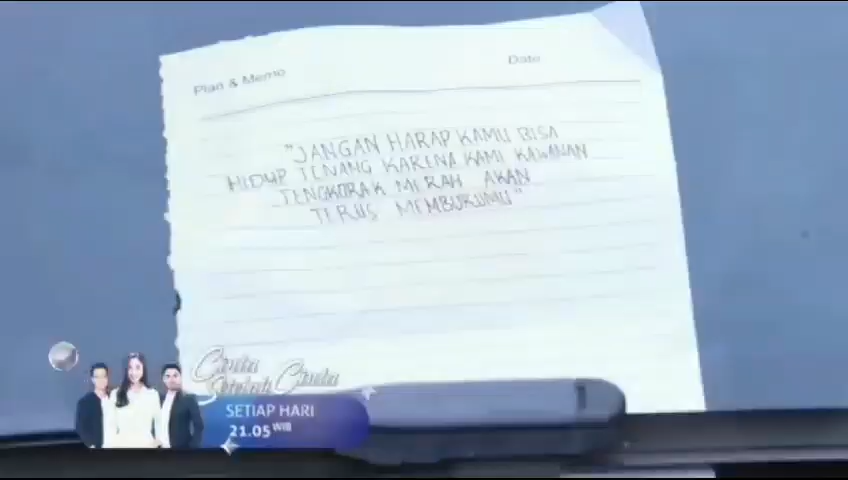 Plan & Memo
Date
"JANGAN HARAP KAMU BISA
HIDUP TENANG KARENA KAMI KAWANAN
TENGKORAK MERAH AKAN
TERUS MEMBURUMU"
Cinta
Setelah Cinta
SETIAP HARI
21.05 WIB